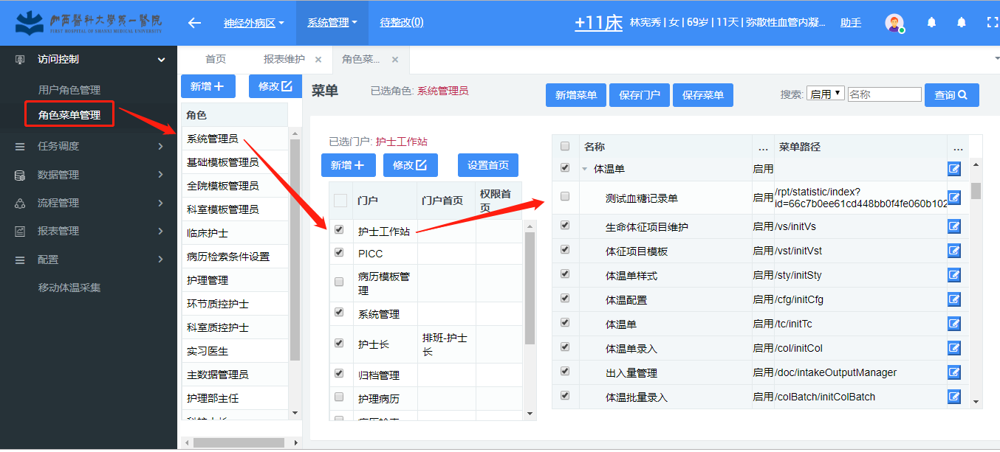 山西醫科大學第一醫院
FIRST HOSPITAL OF SHANXI MEDICAL UNIVERSITY
神经外病区
系统管理
待整改(0)
+11床
林宪秀 | 女 | 69岁 | 11天 | 弥散性血管内凝...
助手
访问控制
用户角色管理
角色菜单管理
任务调度
数据管理
流程管理
报表管理
配置
移动体温采集
首页
报表维护 ×
角色菜... ×
新增+
修改
角色
系统管理员
基础模板管理员
全院模板管理员
科室模板管理员
临床护士
病历检索条件设置
护理管理
环节质控护士
科室质控护士
实习医生
主数据管理员
护理部主任
菜单
已选角色: 系统管理员
新增菜单
保存门户
保存菜单
搜索:
启用
名称
查询
已选门户: 护士工作站
新增+
修改
设置首页
门户
门户首页
权限首页
护士工作站
PICC
病历模板管理
系统管理
护士长
排班-护士长
归档管理
护理病历
名称
...
菜单路径
...
体温单 启用
测试血糖记录单 启用 /rpt/statistic/index?
id=66c7b0ee61cd448bb0f4fe060b102
生命体征项目维护 启用 /vs/initVs
体征项目模板 启用 /vst/initVst
体温单样式 启用 /sty/initSty
体温配置 启用 /cfg/initCfg
体温单 启用 /tc/initTc
体温单录入 启用 /col/initCol
出入量管理 启用 /doc/intakeOutputManager
体温批量录入 启用 /colBatch/initColBatch